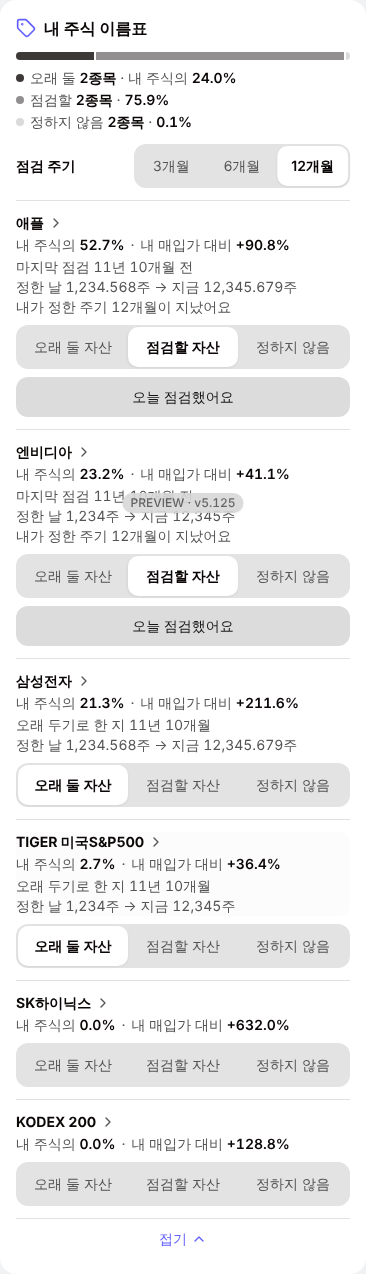 내 주식 이름표
오래 둘 2종목 · 내 주식의 24.0%
점검할 2종목 · 75.9%
정하지 않음 2종목 · 0.1%
점검 주기 3개월 6개월 12개월
애플
내 주식의 52.7% · 내 매입가 대비 +90.8%
마지막 점검 11년 10개월 전
정한 날 1,234.568주 → 지금 12,345.679주
내가 정한 주기 12개월이 지났어요
오래 둘 자산 점검할 자산 정하지 않음
오늘 점검했어요
엔비디아
내 주식의 23.2% · 내 매입가 대비 +41.1%
마지막 점검 11년 10개월 전
PREVIEW · v5.125
정한 날 1,234주 → 지금 12,345주
내가 정한 주기 12개월이 지났어요
오래 둘 자산 점검할 자산 정하지 않음
오늘 점검했어요
삼성전자
내 주식의 21.3% · 내 매입가 대비 +211.6%
오래 두기로 한 지 11년 10개월
정한 날 1,234.568주 → 지금 12,345.679주
오래 둘 자산 점검할 자산 정하지 않음
TIGER 미국S&P500
내 주식의 2.7% · 내 매입가 대비 +36.4%
오래 두기로 한 지 11년 10개월
정한 날 1,234주 → 지금 12,345주
오래 둘 자산 점검할 자산 정하지 않음
SK하이닉스
내 주식의 0.0% · 내 매입가 대비 +632.0%
오래 둘 자산 점검할 자산 정하지 않음
KODEX 200
내 주식의 0.0% · 내 매입가 대비 +128.8%
오래 둘 자산 점검할 자산 정하지 않음
접기